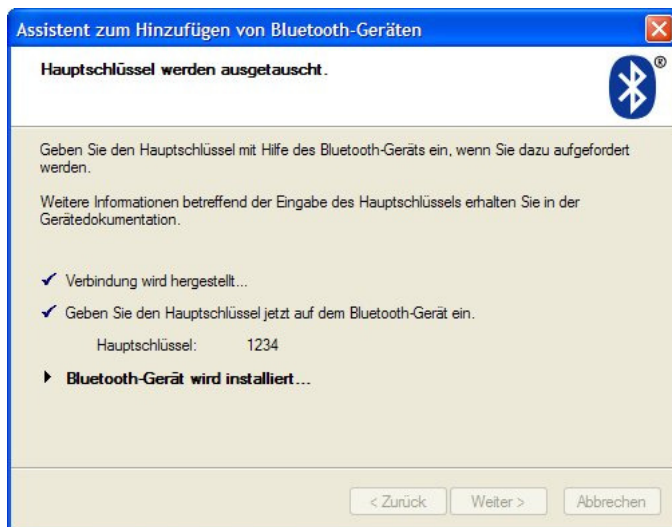 Assistent zum Hinzufügen von Bluetooth-Geräten
Hauptschlüssel werden ausgetauscht.
®
Geben Sie den Hauptschlüssel mit Hilfe des Bluetooth-Geräts ein, wenn Sie dazu aufgefordert
werden.
Weitere Informationen betreffend der Eingabe des Hauptschlüssels erhalten Sie in der
Gerätedokumentation.
Verbindung wird hergestellt...
Geben Sie den Hauptschlüssel jetzt auf dem Bluetooth-Gerät ein.
Hauptschlüssel: 1234
Bluetooth-Gerät wird installiert...
< Zurück Weiter > Abbrechen